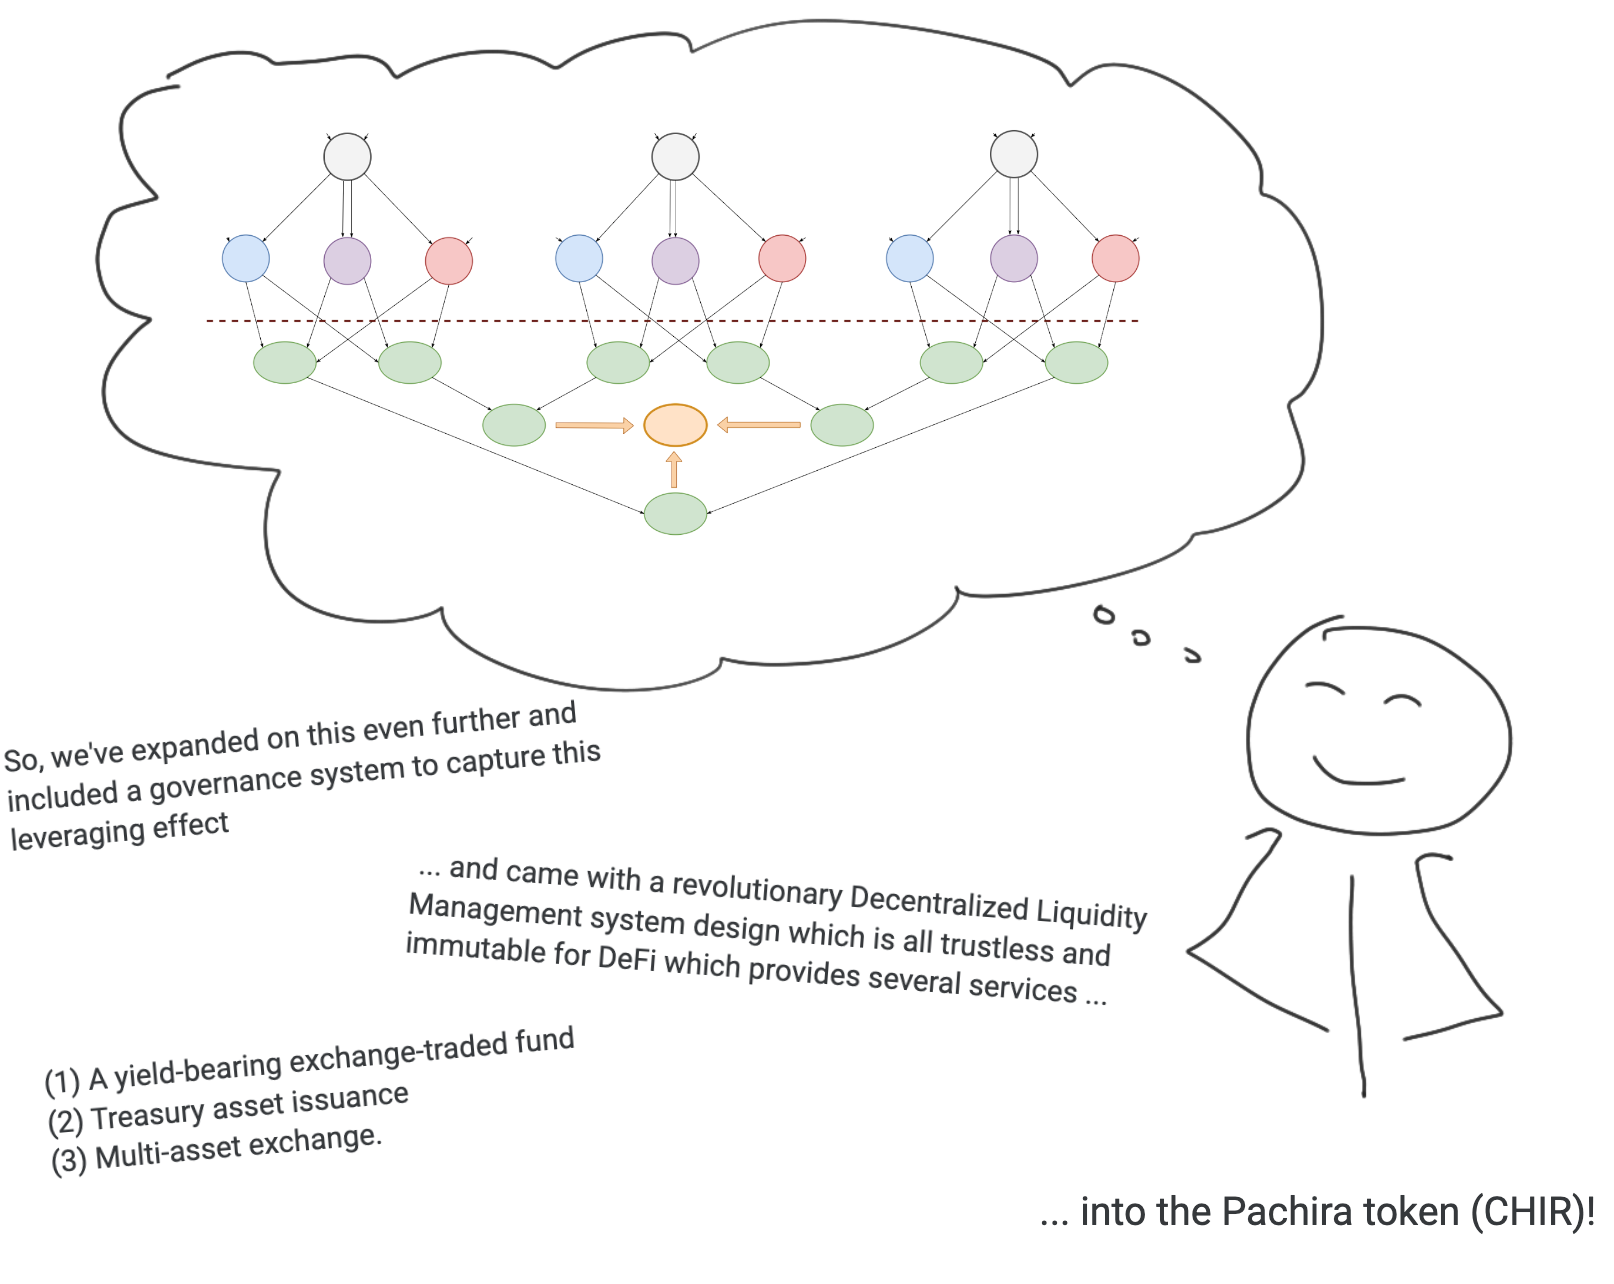 So, we've expanded on this even further and
included a governance system to capture this
leveraging effect
... and came with a revolutionary Decentralized Liquidity
Management system design which is all trustless and
immutable for DeFi which provides several services ...
(1) A yield-bearing exchange-traded fund
(2) Treasury asset issuance
(3) Multi-asset exchange.
... into the Pachira token (CHIR)!